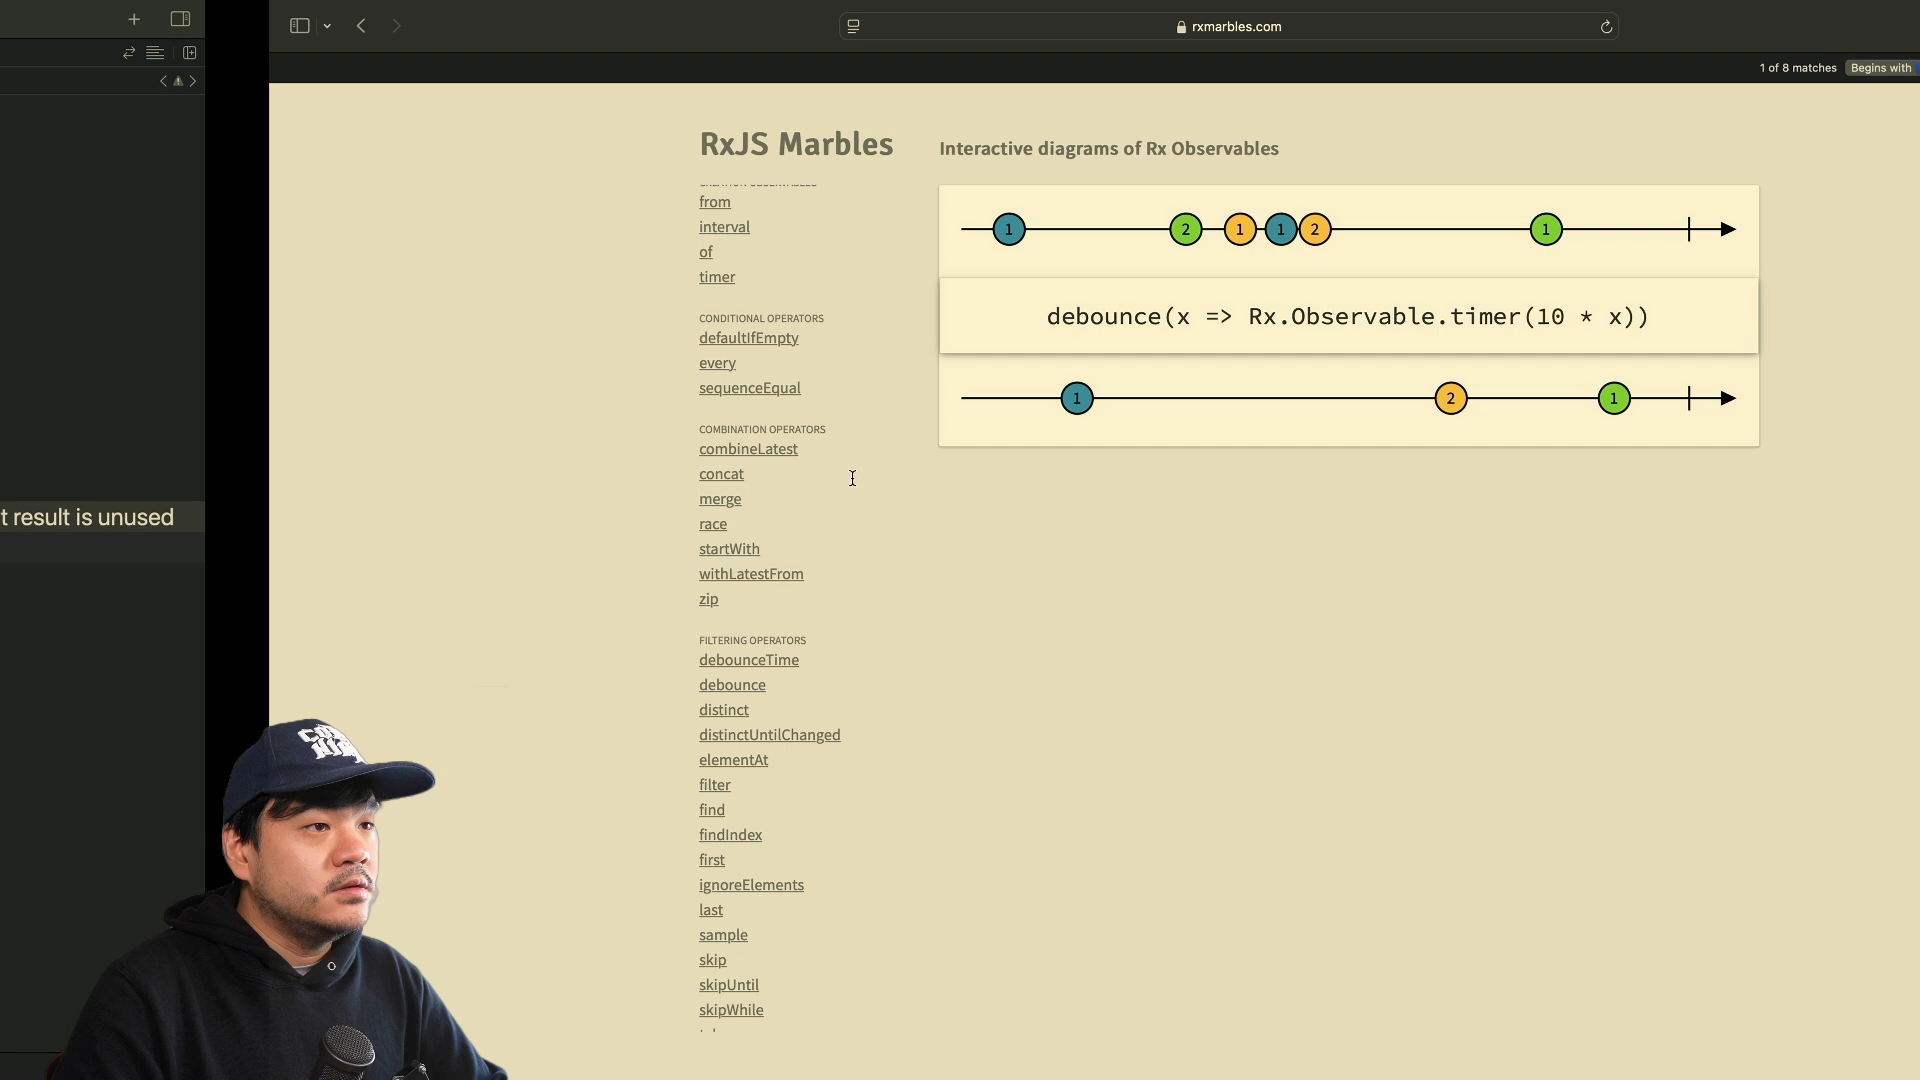 rxmarbles.com
1 of 8 matches
Begins with
RxJS Marbles
Interactive diagrams of Rx Observables
from
interval
of
timer
CONDITIONAL OPERATORS
defaultIfEmpty
every
sequenceEqual
COMBINATION OPERATORS
combineLatest
concat
merge
race
startWith
withLatestFrom
zip
FILTERING OPERATORS
debounceTime
debounce
distinct
distinctUntilChanged
elementAt
filter
find
findIndex
first
ignoreElements
last
sample
skip
skipUntil
skipWhile
1 2 1 1 2 1
debounce(x => Rx.Observable.timer(10 * x))
1 2 1
t result is unused